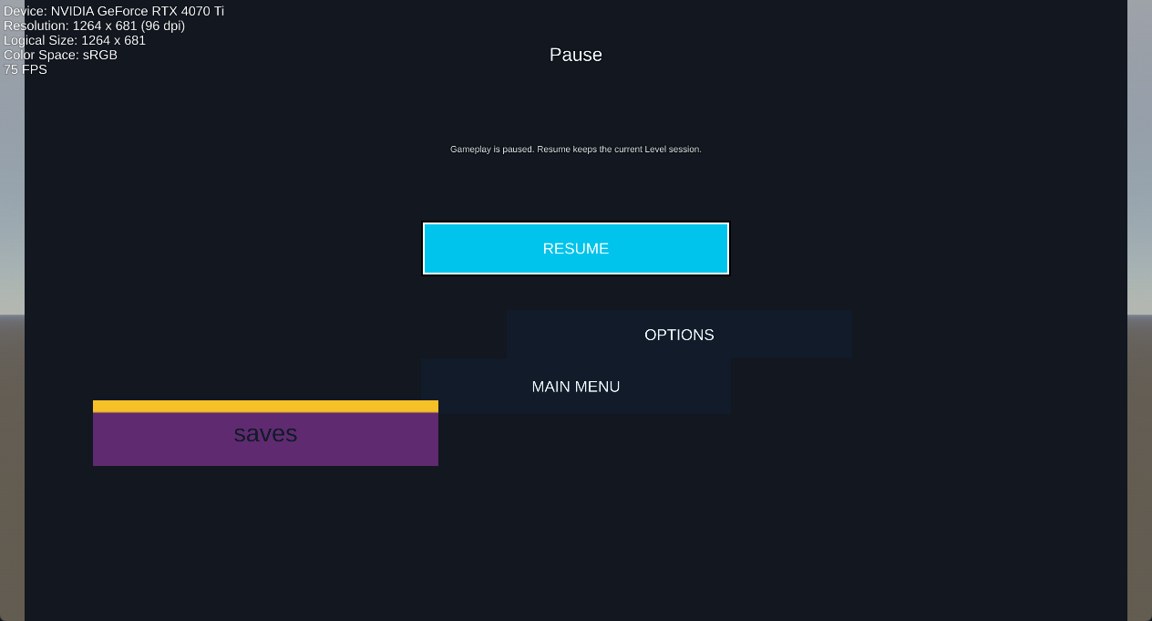 Device: NVIDIA GeForce RTX 4070 Ti
Resolution: 1264 x 681 (96 dpi)
Logical Size: 1264 x 681
Color Space: sRGB
75 FPS
Pause
Gameplay is paused. Resume keeps the current Level session.
RESUME
OPTIONS
MAIN MENU
saves